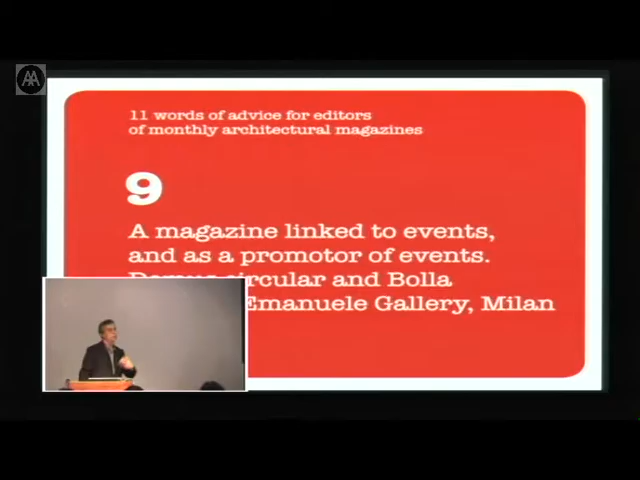 AA
11 words of advice for editors
of monthly architectural magazines
9
A magazine linked to events,
and as a promotor of events.
circular and Bolla
Emanuele Gallery, Milan